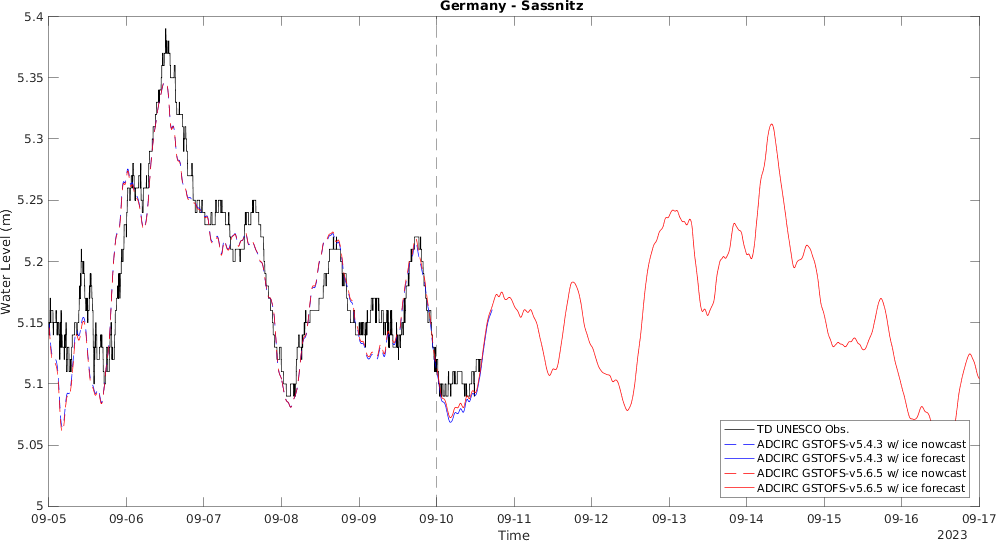 Germany - Sassnitz
5.4
5.35
5.3
5.25
5.2
5.15
5.1
5.05
5
Water Level (m)
09-05 09-06 09-07 09-08 09-09 09-10 09-11 09-12 09-13 09-14 09-15 09-16 09-17
Time
2023
TD UNESCO Obs.
ADCIRC GSTOFS-v5.4.3 w/ ice nowcast
ADCIRC GSTOFS-v5.4.3 w/ ice forecast
ADCIRC GSTOFS-v5.6.5 w/ ice nowcast
ADCIRC GSTOFS-v5.6.5 w/ ice forecast